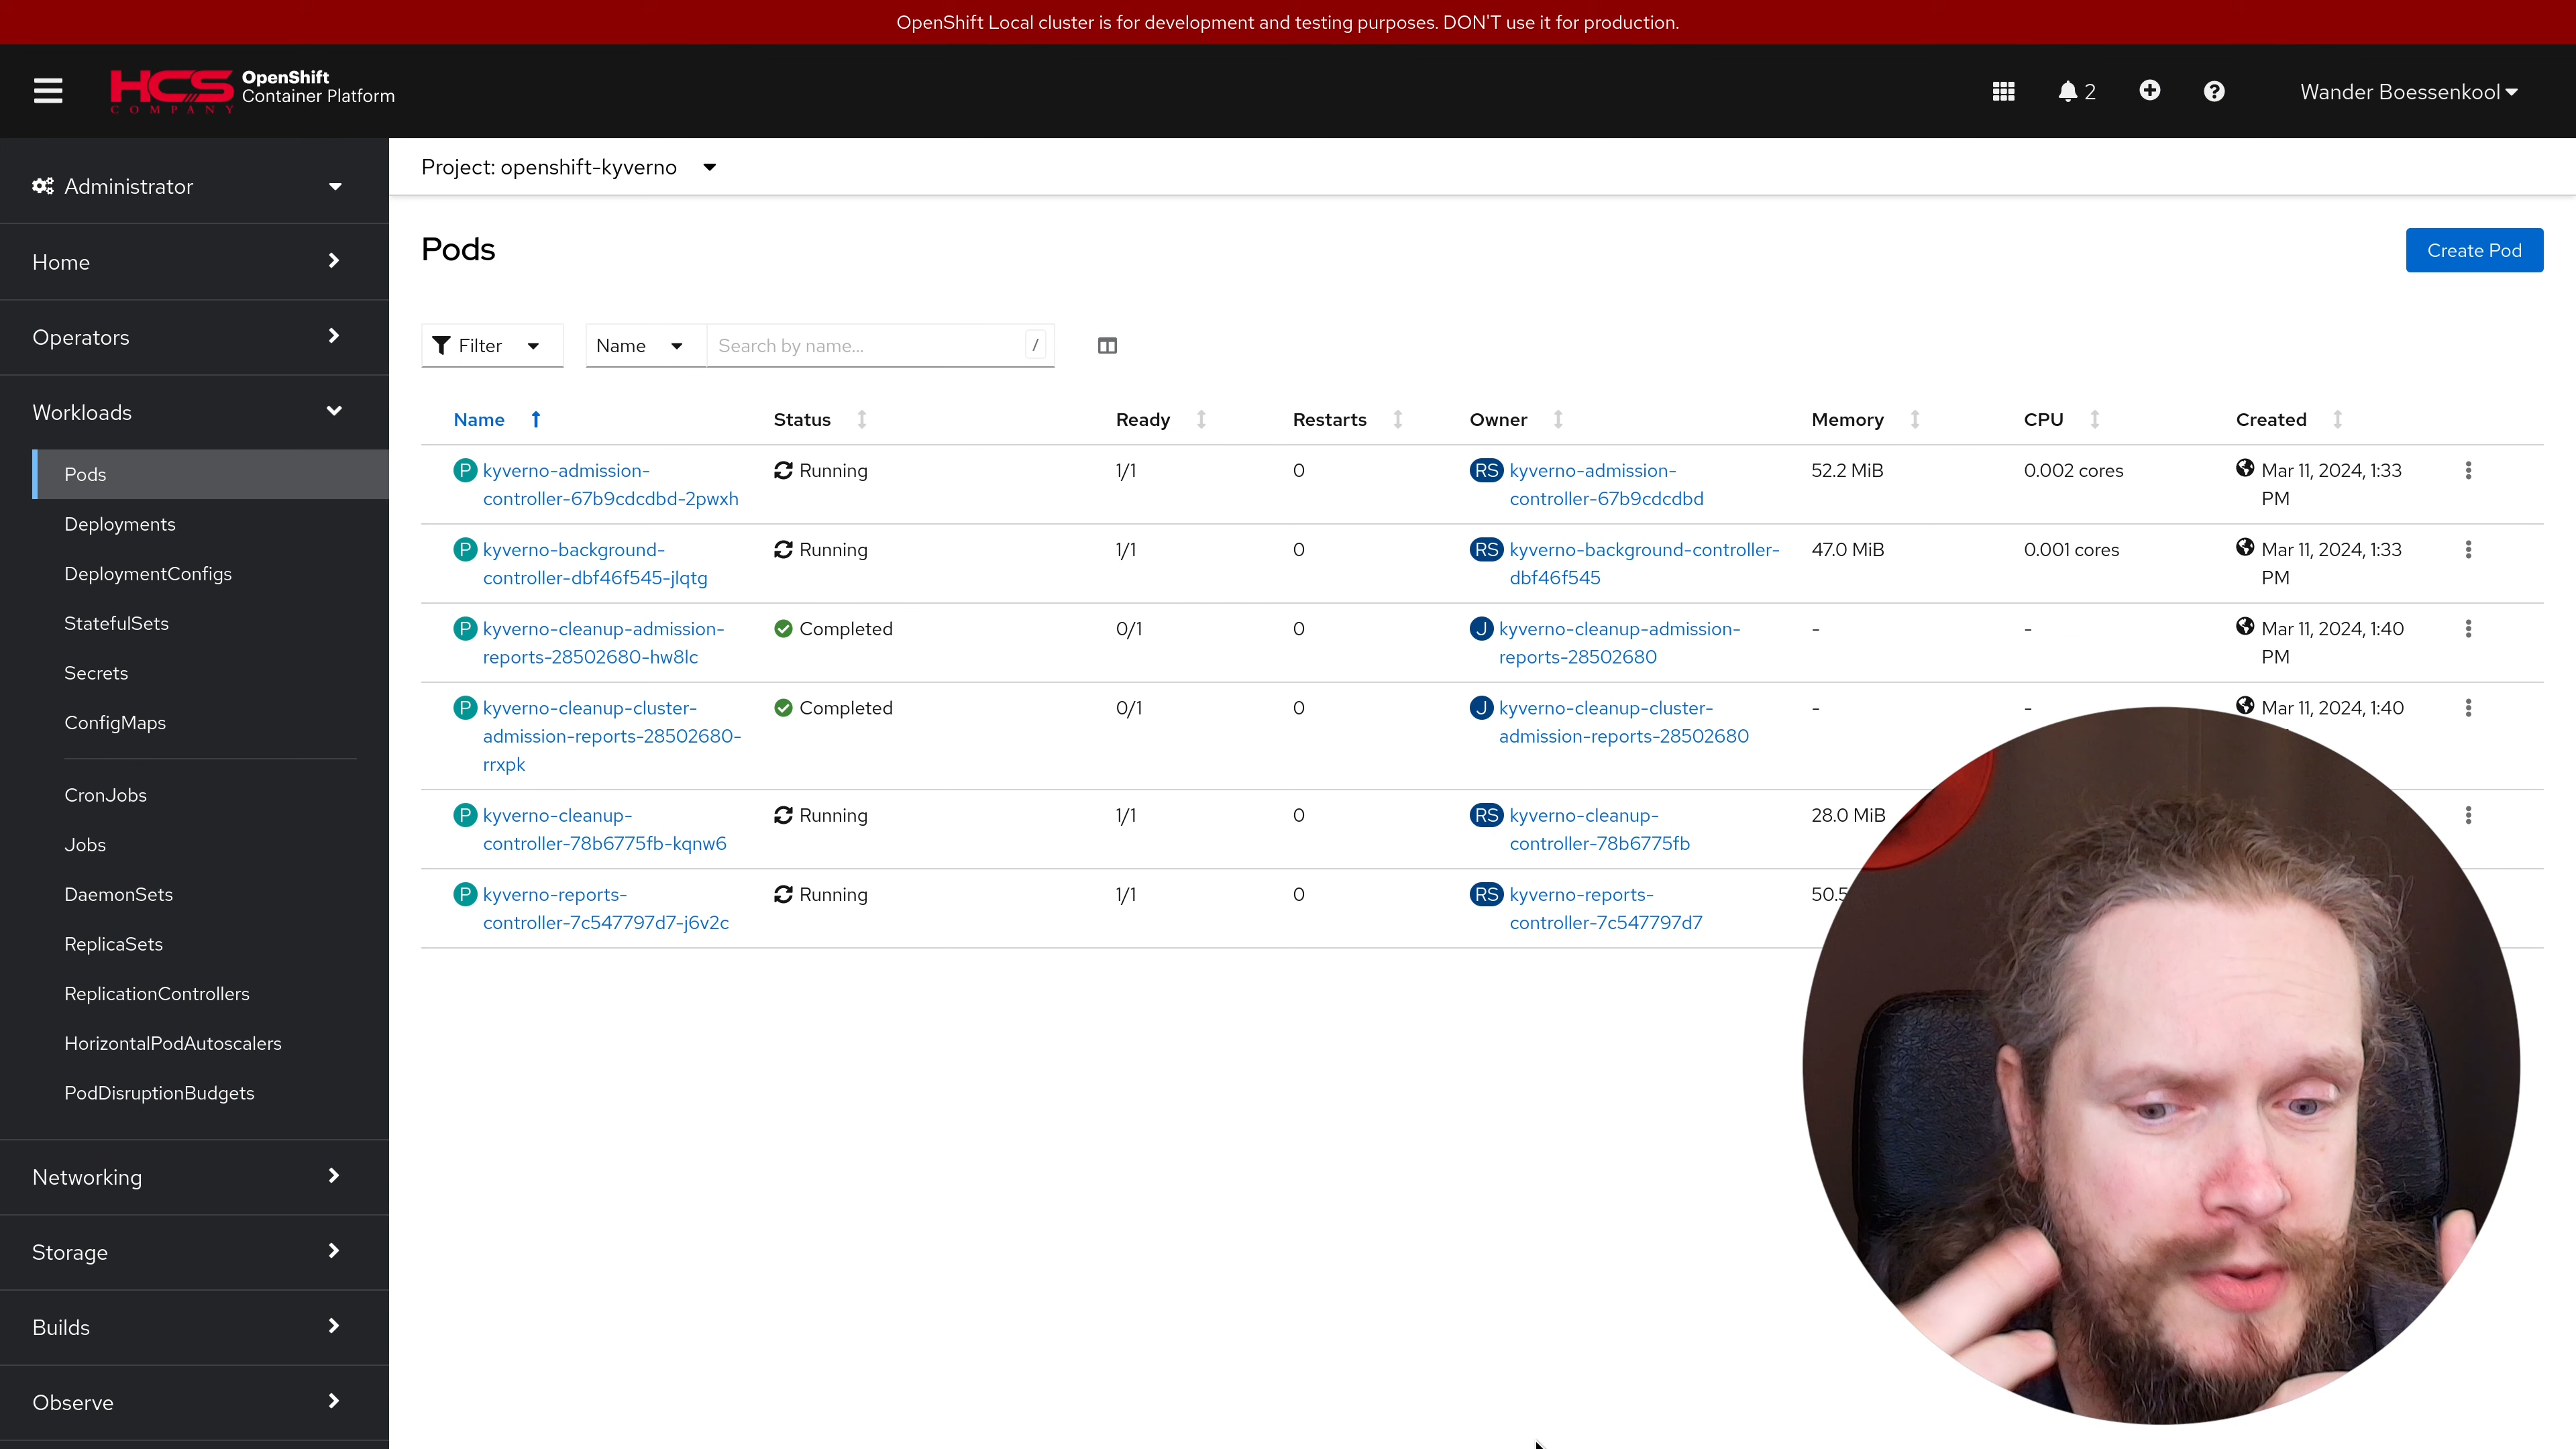 OpenShift Local cluster is for development and testing purposes. DON'T use it for production.
HCS
COMPANY
OpenShift
Container Platform
2
Wander Boessenkool
Administrator
Home
Operators
Workloads
Pods
Deployments
DeploymentConfigs
StatefulSets
Secrets
ConfigMaps
CronJobs
Jobs
DaemonSets
ReplicaSets
ReplicationControllers
HorizontalPodAutoscalers
PodDisruptionBudgets
Networking
Storage
Builds
Observe
Project: openshift-kyverno
Pods
Create Pod
Filter
Name
Search by name...
/
Name Status Ready Restarts Owner Memory CPU Created
P kyverno-admission- Running 1/1 0 RS kyverno-admission- 52.2 MiB 0.002 cores Mar 11, 2024, 1:33
controller-67b9cdcdbd-2pwxh controller-67b9cdcdbd PM
P kyverno-background- Running 1/1 0 RS kyverno-background-controller- 47.0 MiB 0.001 cores Mar 11, 2024, 1:33
controller-dbf46f545-jlqtg dbf46f545 PM
P kyverno-cleanup-admission- Completed 0/1 0 J kyverno-cleanup-admission- - - Mar 11, 2024, 1:40
reports-28502680-hw8lc reports-28502680 PM
P kyverno-cleanup-cluster- Completed 0/1 0 J kyverno-cleanup-cluster- - - Mar 11, 2024, 1:40
admission-reports-28502680- admission-reports-28502680
rrxpk
P kyverno-cleanup- Running 1/1 0 RS kyverno-cleanup- 28.0 MiB
controller-78b6775fb-kqnw6 controller-78b6775fb
P kyverno-reports- Running 1/1 0 RS kyverno-reports- 50.5
controller-7c547797d7-j6v2c controller-7c547797d7